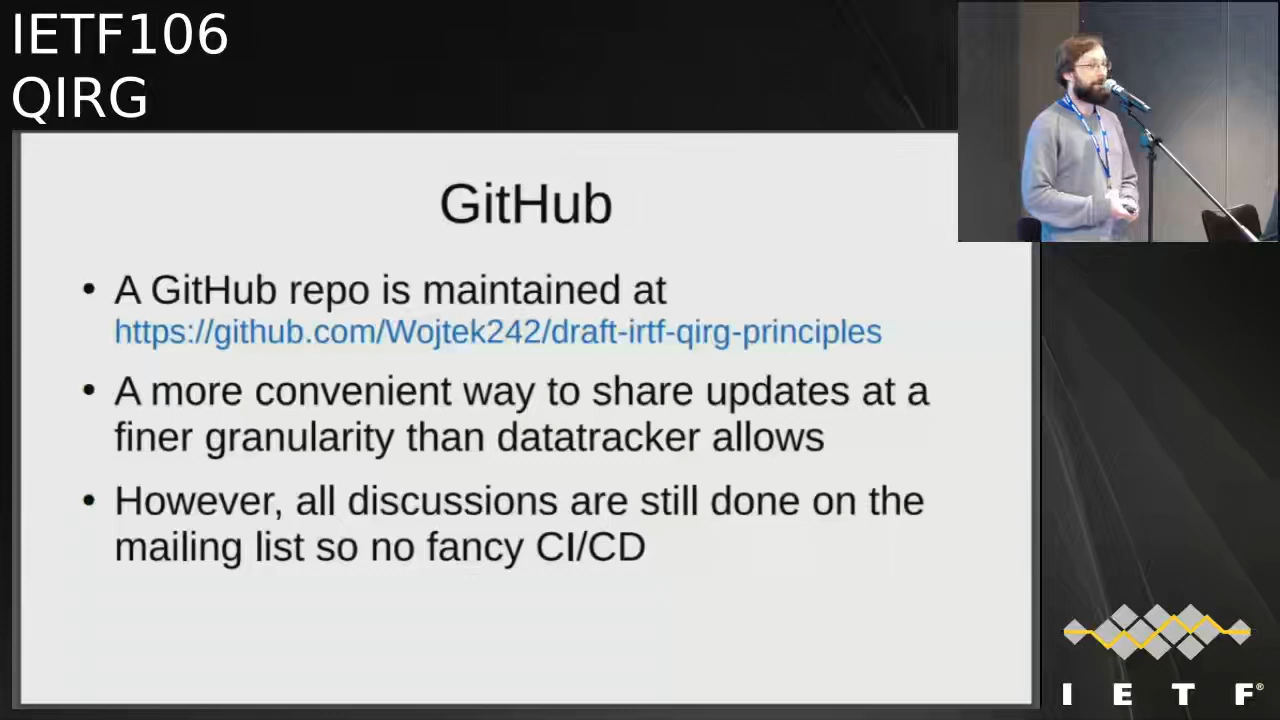 IETF106
QIRG
GitHub
• A GitHub repo is maintained at
https://github.com/Wojtek242/draft-irtf-qirg-principles
• A more convenient way to share updates at a
finer granularity than datatracker allows
• However, all discussions are still done on the
mailing list so no fancy CI/CD
I E T F®